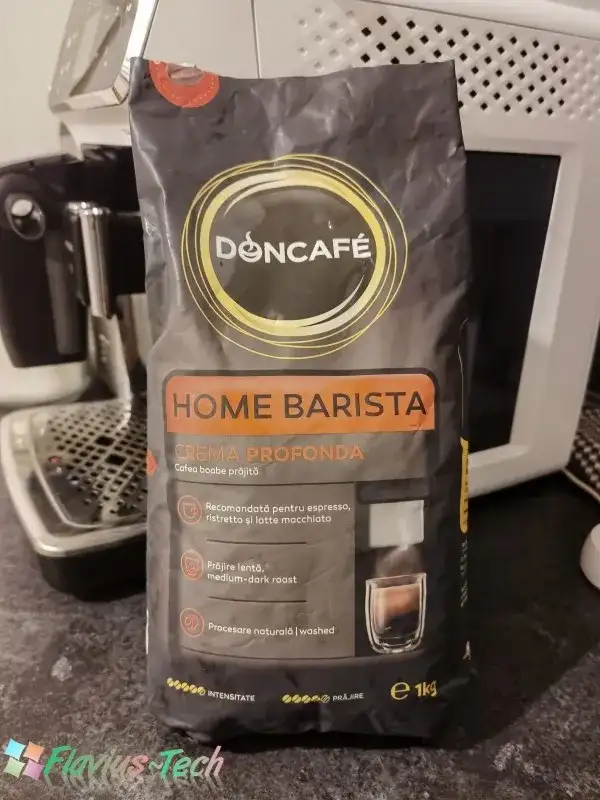 DONCAFÉ
HOME BARISTA
CREMA PROFONDA
Cafea boabe prăjită
Recomandată pentru espresso,
ristretto și latte macchiato
Prăjire lentă,
medium-dark roast
Procesare naturală | washed
INTENSITATE
PRĂJIRE
e 1kg
Flavius-Tech